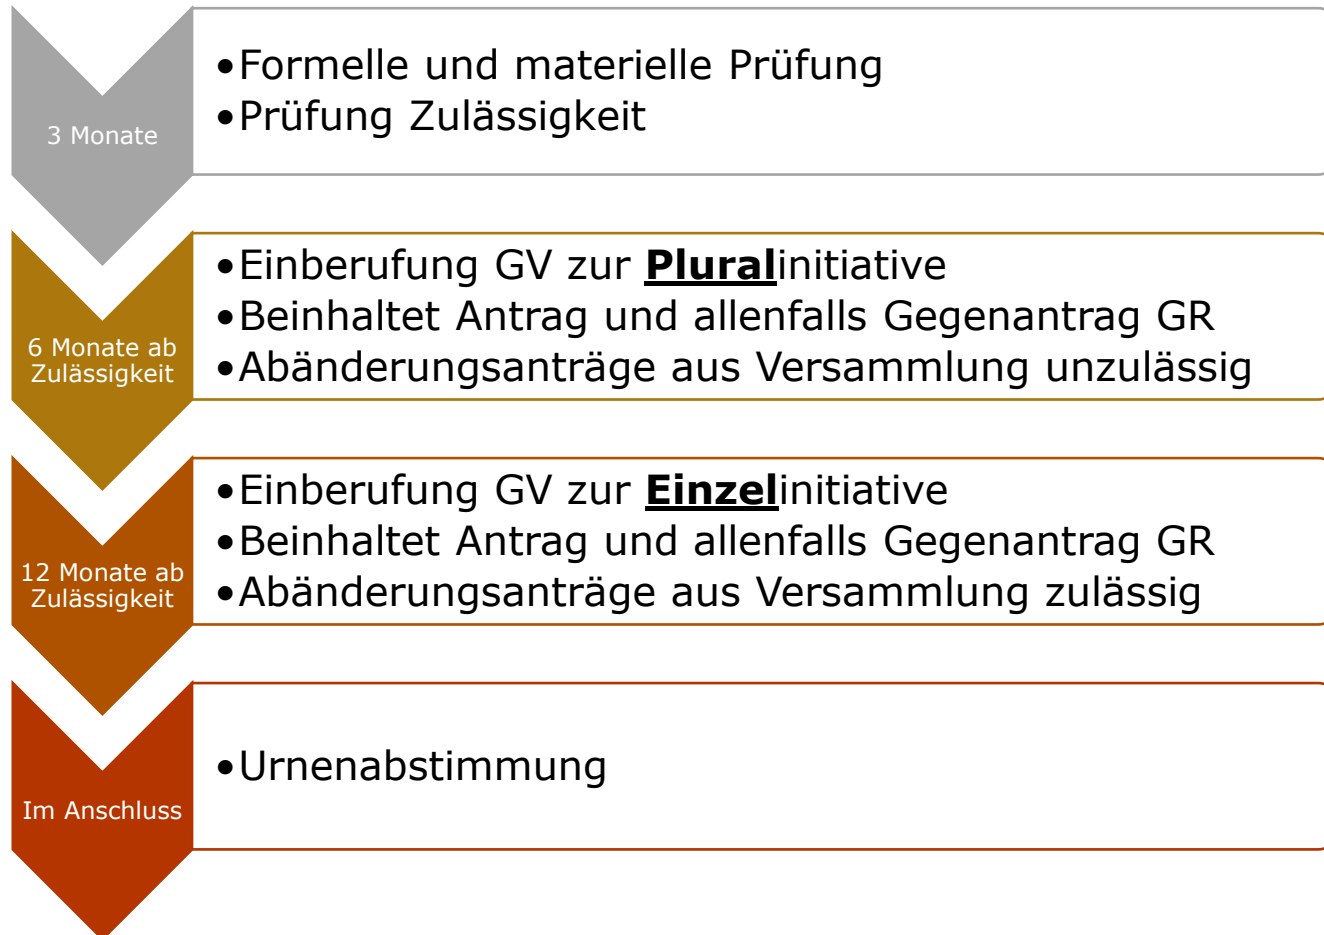 3 Monate
•Formelle und materielle Prüfung
•Prüfung Zulässigkeit
6 Monate ab
Zulässigkeit
•Einberufung GV zur Pluralinitiative
•Beinhaltet Antrag und allenfalls Gegenantrag GR
•Abänderungsanträge aus Versammlung unzulässig
12 Monate ab
Zulässigkeit
•Einberufung GV zur Einzelinitiative
•Beinhaltet Antrag und allenfalls Gegenantrag GR
•Abänderungsanträge aus Versammlung zulässig
Im Anschluss
•Urnenabstimmung